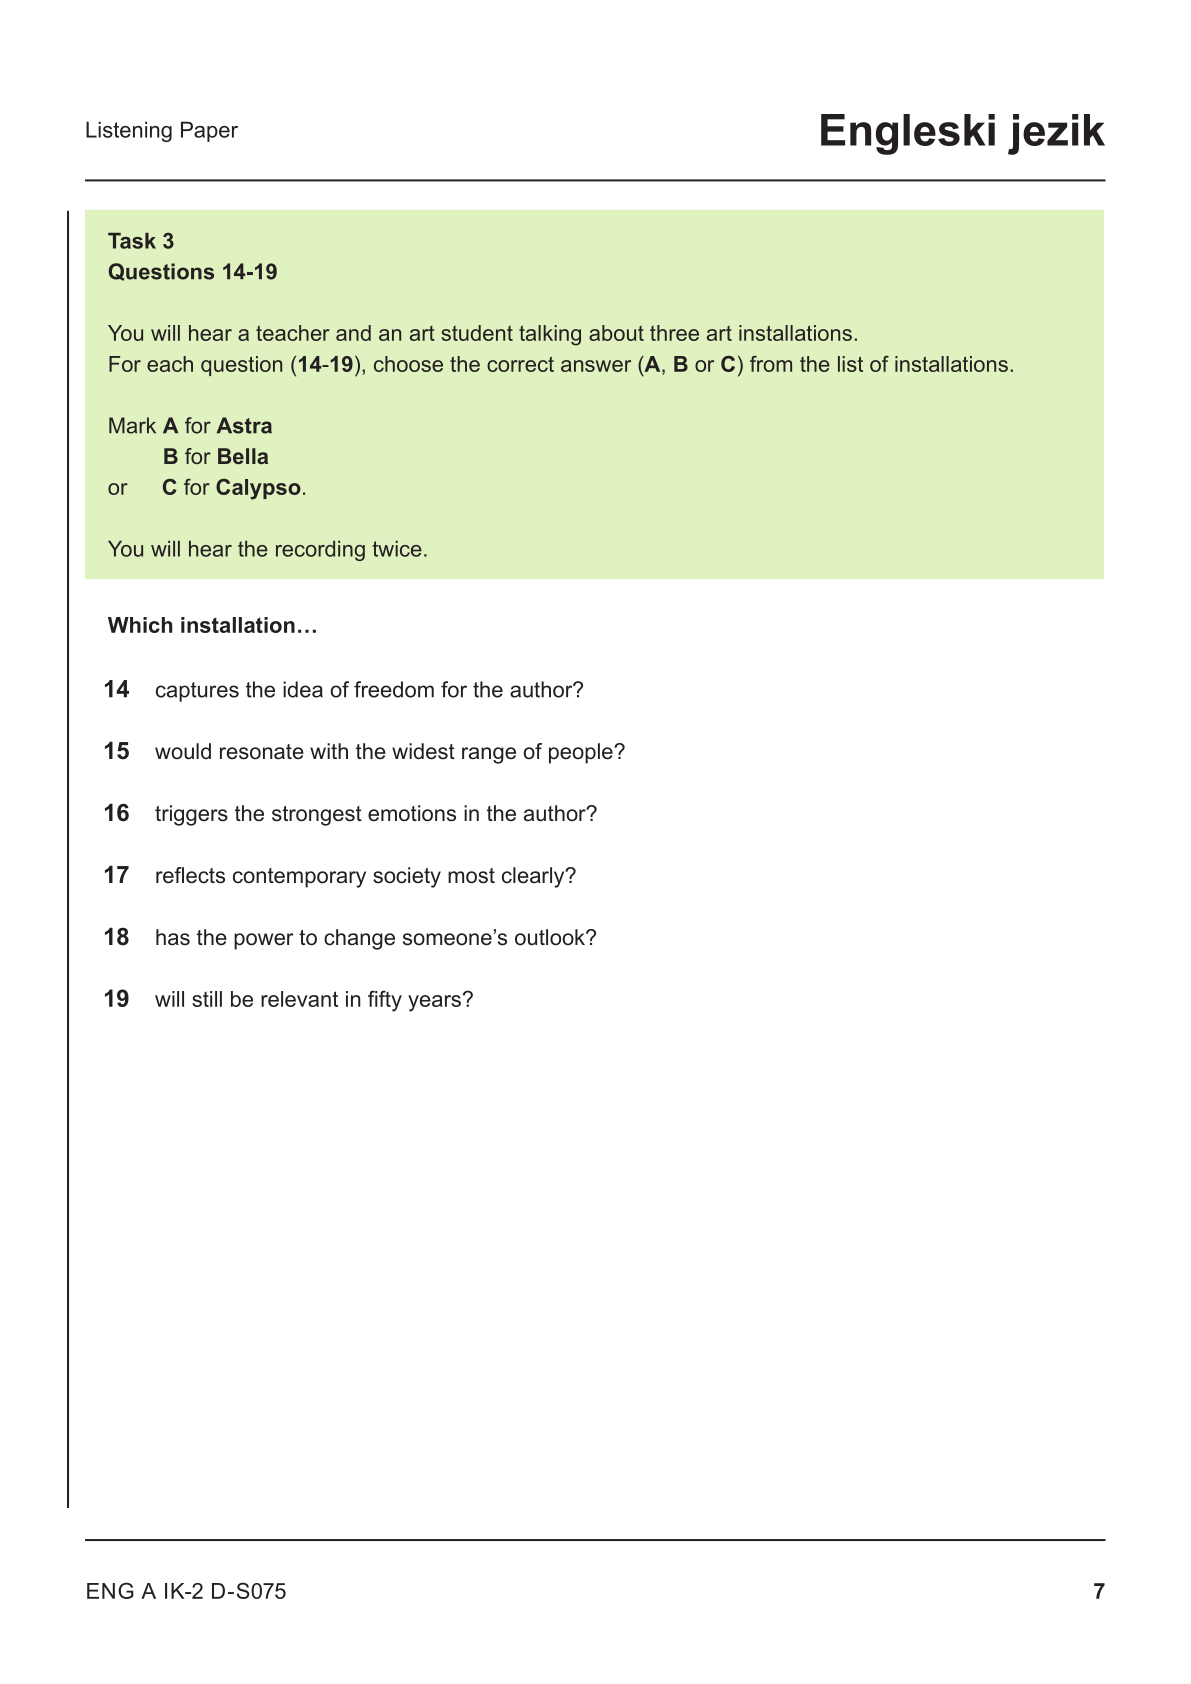 Listening Paper
Engleski jezik
Task 3
Questions 14-19
You will hear a teacher and an art student talking about three art installations.
For each question (14-19), choose the correct answer (A, B or C) from the list of installations.
Mark A for Astra
B for Bella
or C for Calypso.
You will hear the recording twice.
Which installation…
14 captures the idea of freedom for the author?
15 would resonate with the widest range of people?
16 triggers the strongest emotions in the author?
17 reflects contemporary society most clearly?
18 has the power to change someone’s outlook?
19 will still be relevant in fifty years?
ENG A IK-2 D-S075
7